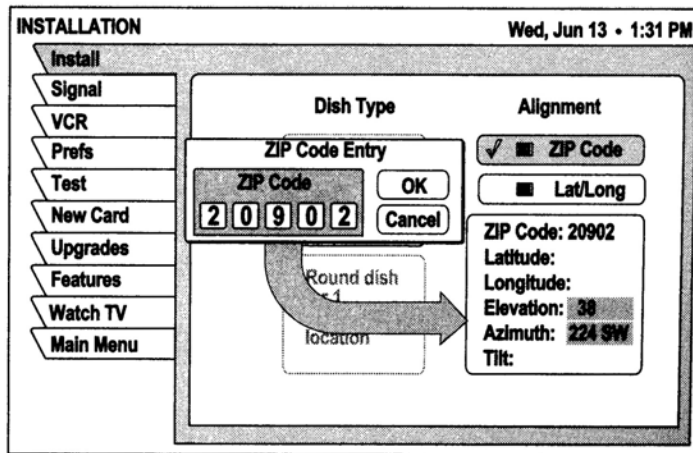 INSTALLATION
Wed, Jun 13 • 1:31 PM
Install
Signal
VCR
Prefs
Test
New Card
Upgrades
Features
Watch TV
Main Menu
Dish Type
Alignment
ZIP Code Entry
ZIP Code
2 0 9 0 2
OK
Cancel
Round dish
1
location
✓ ZIP Code
Lat/Long
ZIP Code: 20902
Latitude:
Longitude:
Elevation: 38
Azimuth: 224 SW
Tilt: